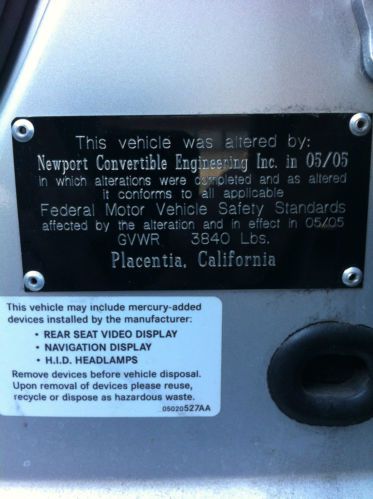 This vehicle was altered by:
Newport Convertible Engineering Inc. in 05/05
in which alterations were completed and as altered
it conforms to all applicable
Federal Motor Vehicle Safety Standards
affected by the alteration and in effect in 05/05
GVWR 3840 Lbs.
Placentia, California
This vehicle may include mercury-added
devices installed by the manufacturer:
• REAR SEAT VIDEO DISPLAY
• NAVIGATION DISPLAY
• H.I.D. HEADLAMPS
Remove devices before vehicle disposal.
Upon removal of devices please reuse,
recycle or dispose as hazardous waste.
05020527AA